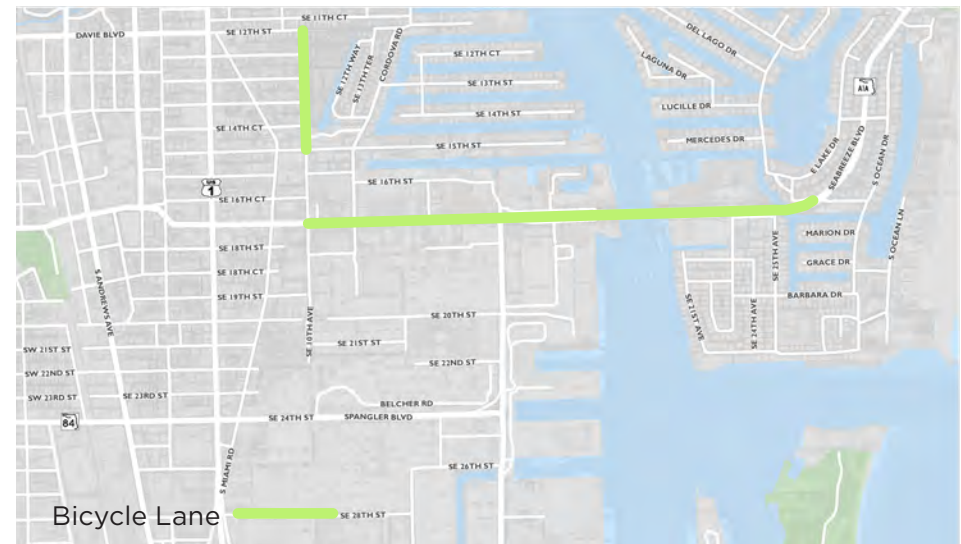 SE 11TH CT
DAVIE BLVD
SE 12TH ST
DEL LAGO DR
SE 12TH WAY
SE 13TH TER
CORDOVA RD
SE 12TH CT
LAGUNA DR
SE 13TH ST
A1A
LUCILLE DR
SE 14TH ST
SE 14TH CT
SE 15TH ST
MERCEDES DR
E LAKE DR
SEABREEZE BLVD
S OCEAN DR
SE 16TH ST
1
SE 16TH CT
S OCEAN LN
MARION DR
SE 18TH ST
SE 25TH AVE
GRACE DR
SE 18TH CT
S ANDREWS AVE
SE 19TH ST
BARBARA DR
SE 10TH AVE
SE 20TH ST
SE 21ST AVE
SE 24TH AVE
SW 21ST ST
SE 21ST ST
SE 22ND ST
SW 22ND ST
SW 23RD ST
SE 23RD ST
BELCHER RD
SE 24TH ST
SPANGLER BLVD
84
S MIAMI RD
SE 26TH ST
Bicycle Lane
SE 28TH ST